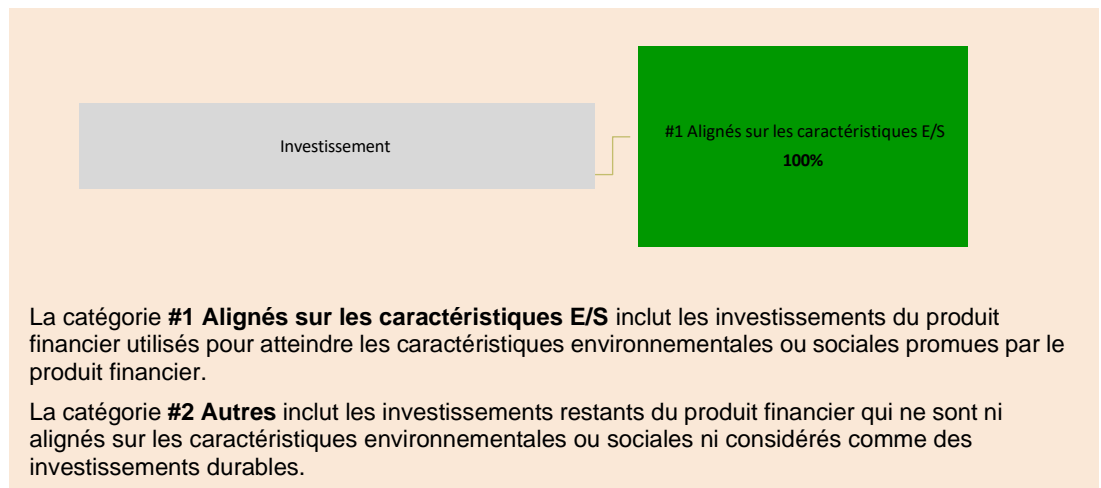 Investissement
#1 Alignés sur les caractéristiques E/S
100%
La catégorie #1 Alignés sur les caractéristiques E/S inclut les investissements du produit
financier utilisés pour atteindre les caractéristiques environnementales ou sociales promues par le
produit financier.
La catégorie #2 Autres inclut les investissements restants du produit financier qui ne sont ni
alignés sur les caractéristiques environnementales ou sociales ni considérés comme des
investissements durables.